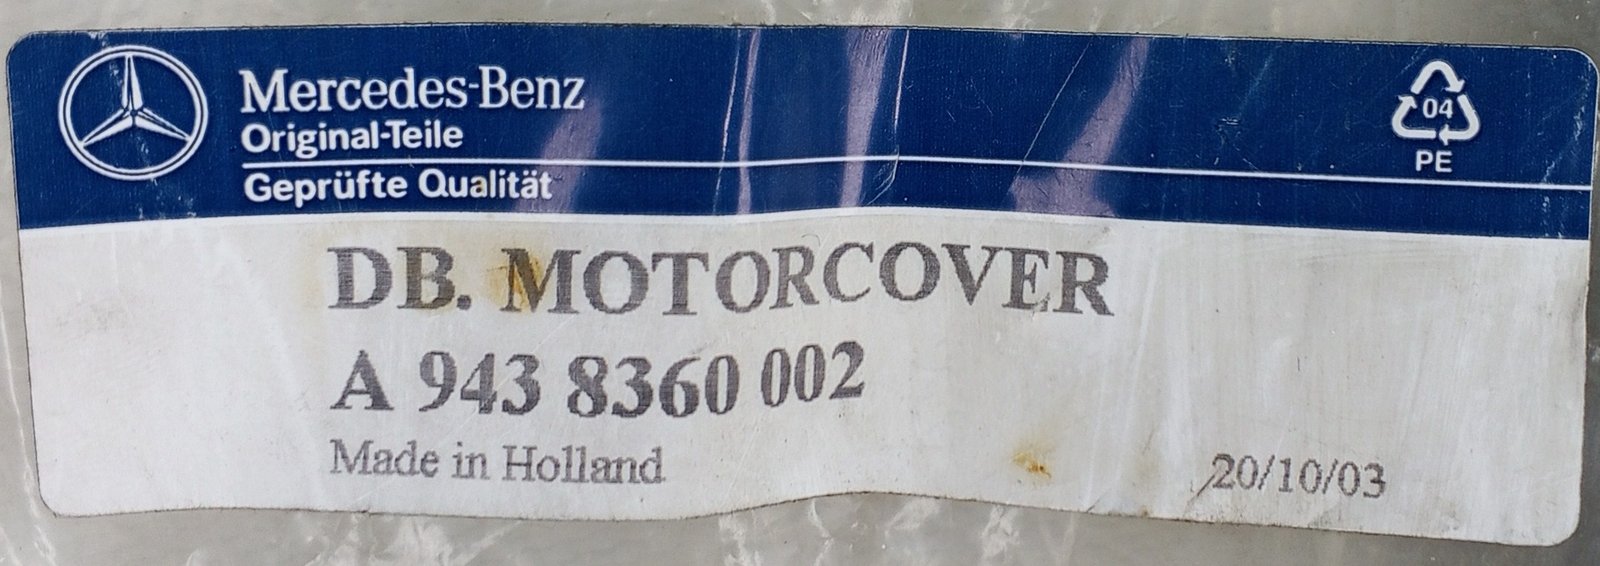 Mercedes-Benz
Original-Teile
Geprüfte Qualität
04
PE
DB. MOTORCOVER
A 943 8360 002
Made in Holland
20/10/03